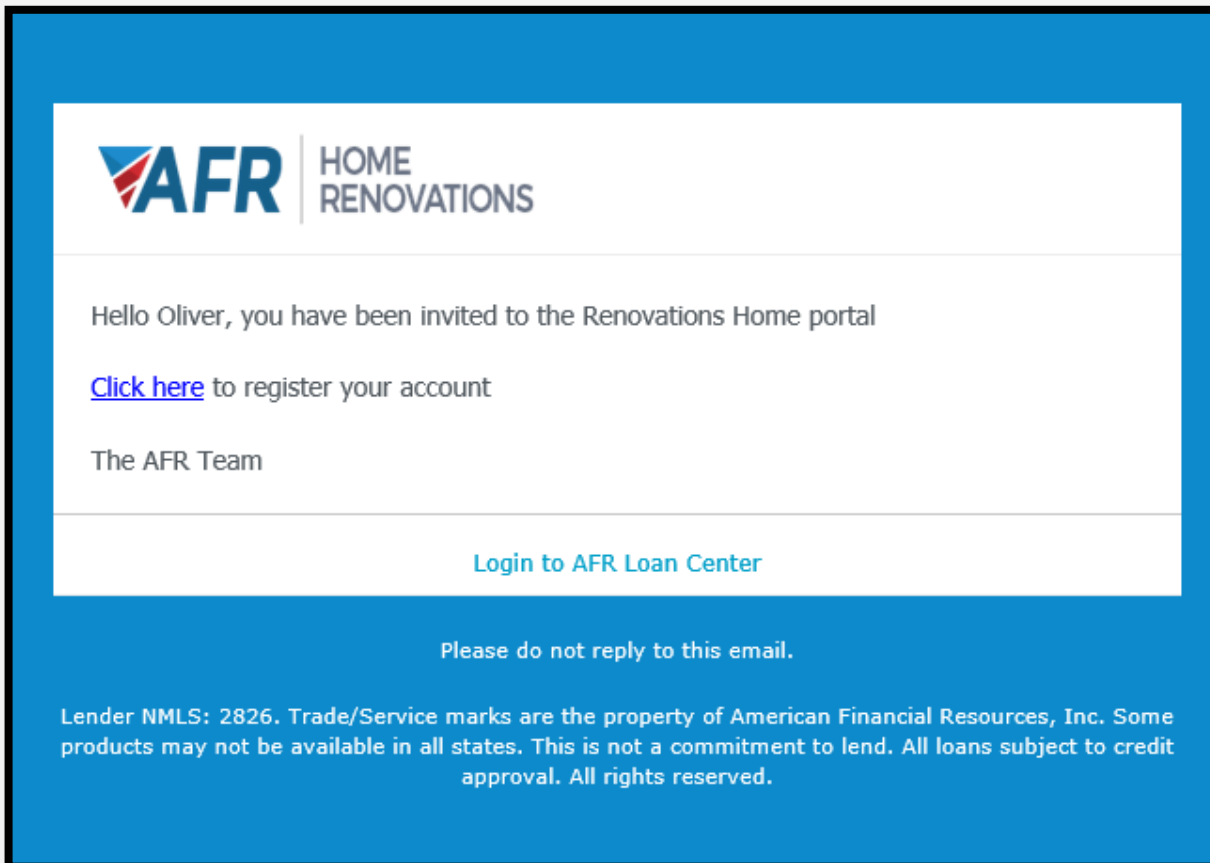 AFR HOME
RENOVATIONS
Hello Oliver, you have been invited to the Renovations Home portal
Click here to register your account
The AFR Team
Login to AFR Loan Center
Please do not reply to this email.
Lender NMLS: 2826. Trade/Service marks are the property of American Financial Resources, Inc. Some
products may not be available in all states. This is not a commitment to lend. All loans subject to credit
approval. All rights reserved.